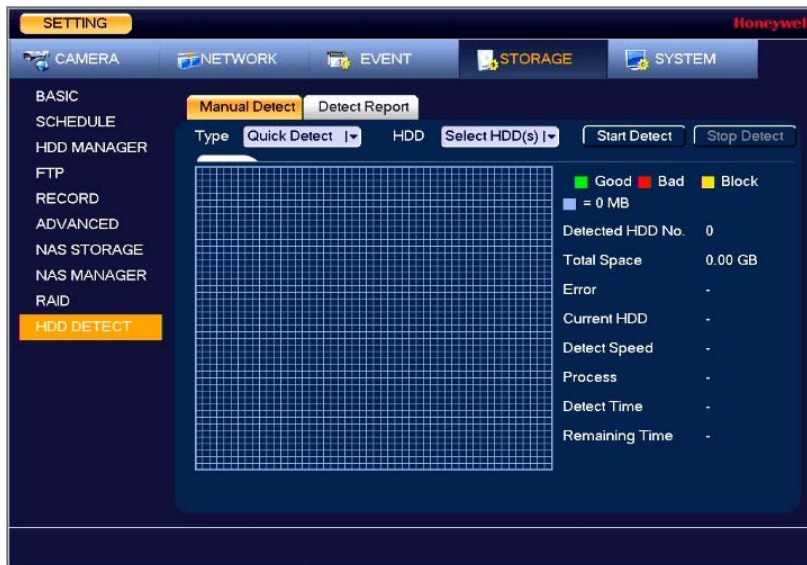 SETTING
Honeywell
CAMERA NETWORK EVENT STORAGE SYSTEM
BASIC
SCHEDULE
HDD MANAGER
FTP
RECORD
ADVANCED
NAS STORAGE
NAS MANAGER
RAID
HDD DETECT
Manual Detect Detect Report
Type Quick Detect HDD Select HDD(s) Start Detect Stop Detect
Good Bad Block
= 0 MB
Detected HDD No. 0
Total Space 0.00 GB
Error -
Current HDD -
Detect Speed -
Process -
Detect Time -
Remaining Time -